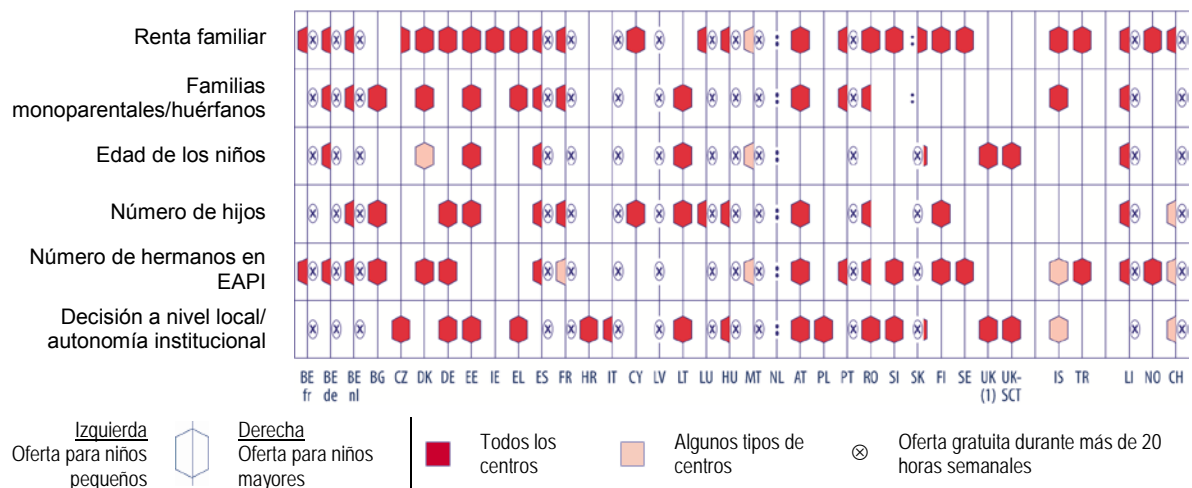 Renta familiar
Familias
monoparentales/huérfanos
Edad de los niños
Número de hijos
Número de hermanos en
EAPI
Decisión a nivel local/
autonomía institucional
BE fr BE de BE nl BG CZ DK DE EE IE EL ES FR HR IT CY LV LT LU HU MT NL AT PL PT RO SI SK FI SE UK (1) UK-SCT IS TR LI NO CH
Izquierda
Oferta para niños
pequeños
Derecha
Oferta para niños
mayores
Todos los
centros
Algunos tipos de
centros
Oferta gratuita durante más de 20
horas semanales